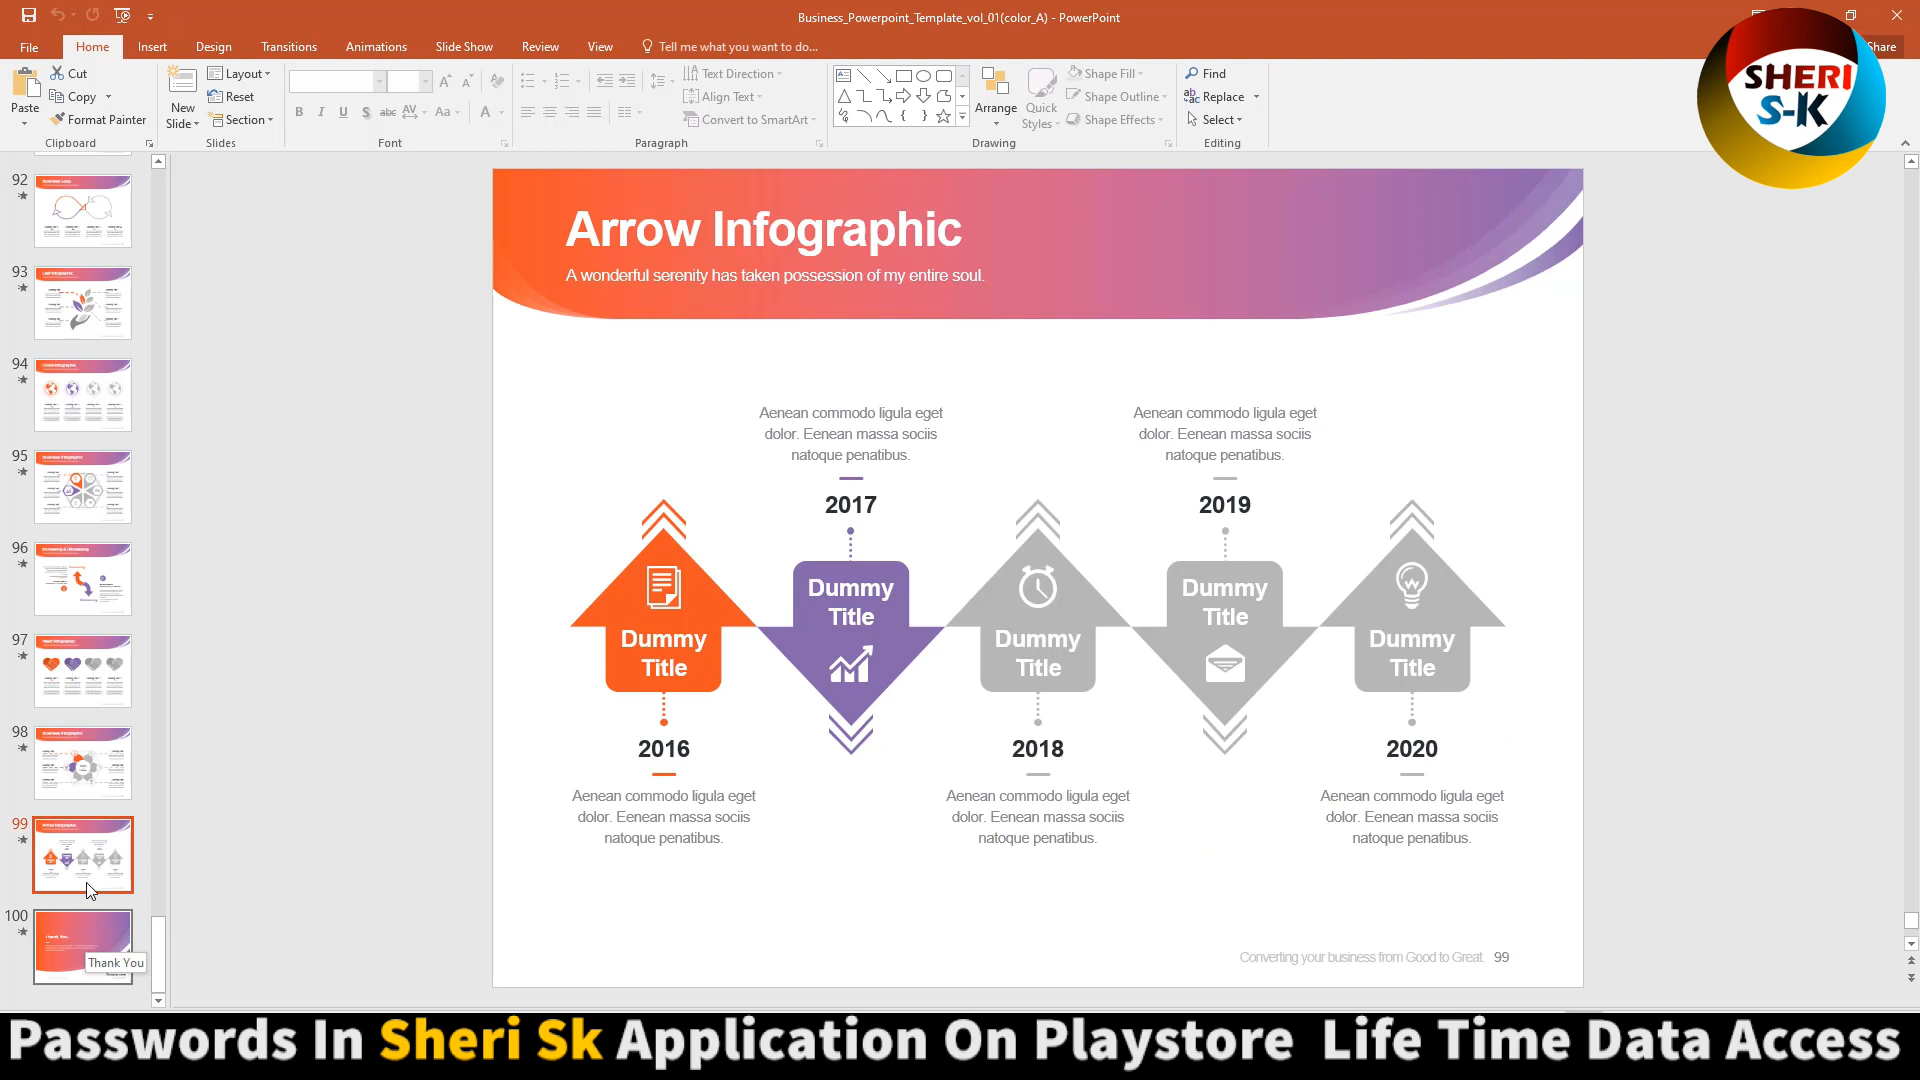 Business_Powerpoint_Template_vol_01(color_A) - PowerPoint
File Home Insert Design Transitions Animations Slide Show Review View Tell me what you want to do... Share
Paste
Cut
Copy
Format Painter
Clipboard
New Slide
Layout
Reset
Section
Slides
B I U S abc AV Aa A
Font
Text Direction
Align Text
Convert to SmartArt
Paragraph
Arrange
Quick Styles
Shape Fill
Shape Outline
Shape Effects
Drawing
Find
Replace
Select
Editing
SHERI
S-K
92
93
94
95
96
97
98
99
100
Thank You
Thank You
Arrow Infographic
A wonderful serenity has taken possession of my entire soul.
Aenean commodo ligula eget
dolor. Eenean massa sociis
natoque penatibus.
2017
Aenean commodo ligula eget
dolor. Eenean massa sociis
natoque penatibus.
2019
Dummy
Title
Dummy
Title
Dummy
Title
Dummy
Title
Dummy
Title
2016
Aenean commodo ligula eget
dolor. Eenean massa sociis
natoque penatibus.
2018
Aenean commodo ligula eget
dolor. Eenean massa sociis
natoque penatibus.
2020
Aenean commodo ligula eget
dolor. Eenean massa sociis
natoque penatibus.
Converting your business from Good to Great. 99
Passwords In Sheri Sk Application On Playstore Life Time Data Access